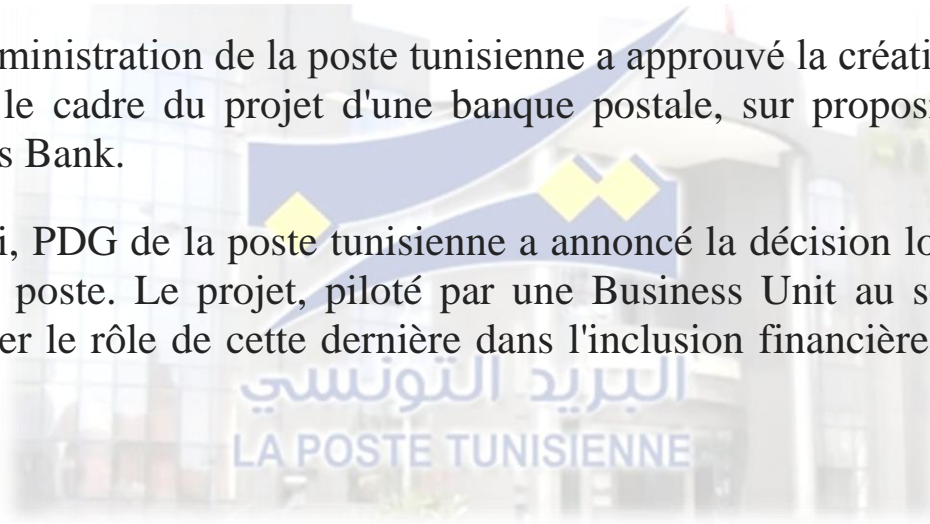 ministration de la poste tunisienne a approuvé la créati
le cadre du projet d'une banque postale, sur propos
s Bank.
i, PDG de la poste tunisienne a annoncé la décision lo
poste. Le projet, piloté par une Business Unit au s
er le rôle de cette dernière dans l'inclusion financière
البريد التونسي
LA POSTE TUNISIENNE